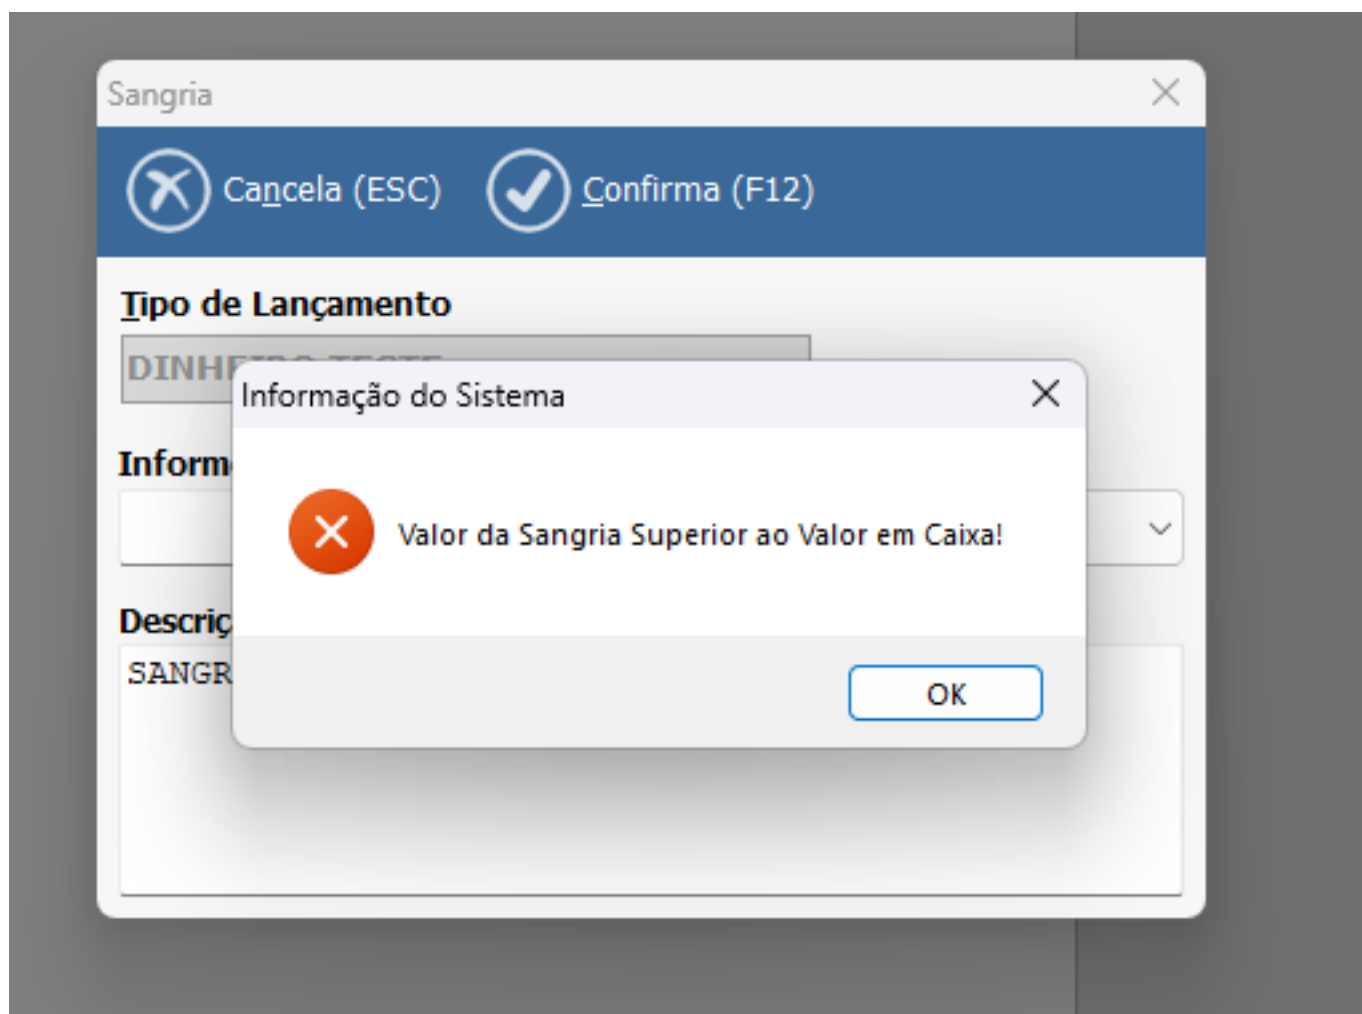 Sangria
Cancela (ESC)
Confirma (F12)
Tipo de Lançamento
Informação do Sistema
Valor da Sangria Superior ao Valor em Caixa!
OK